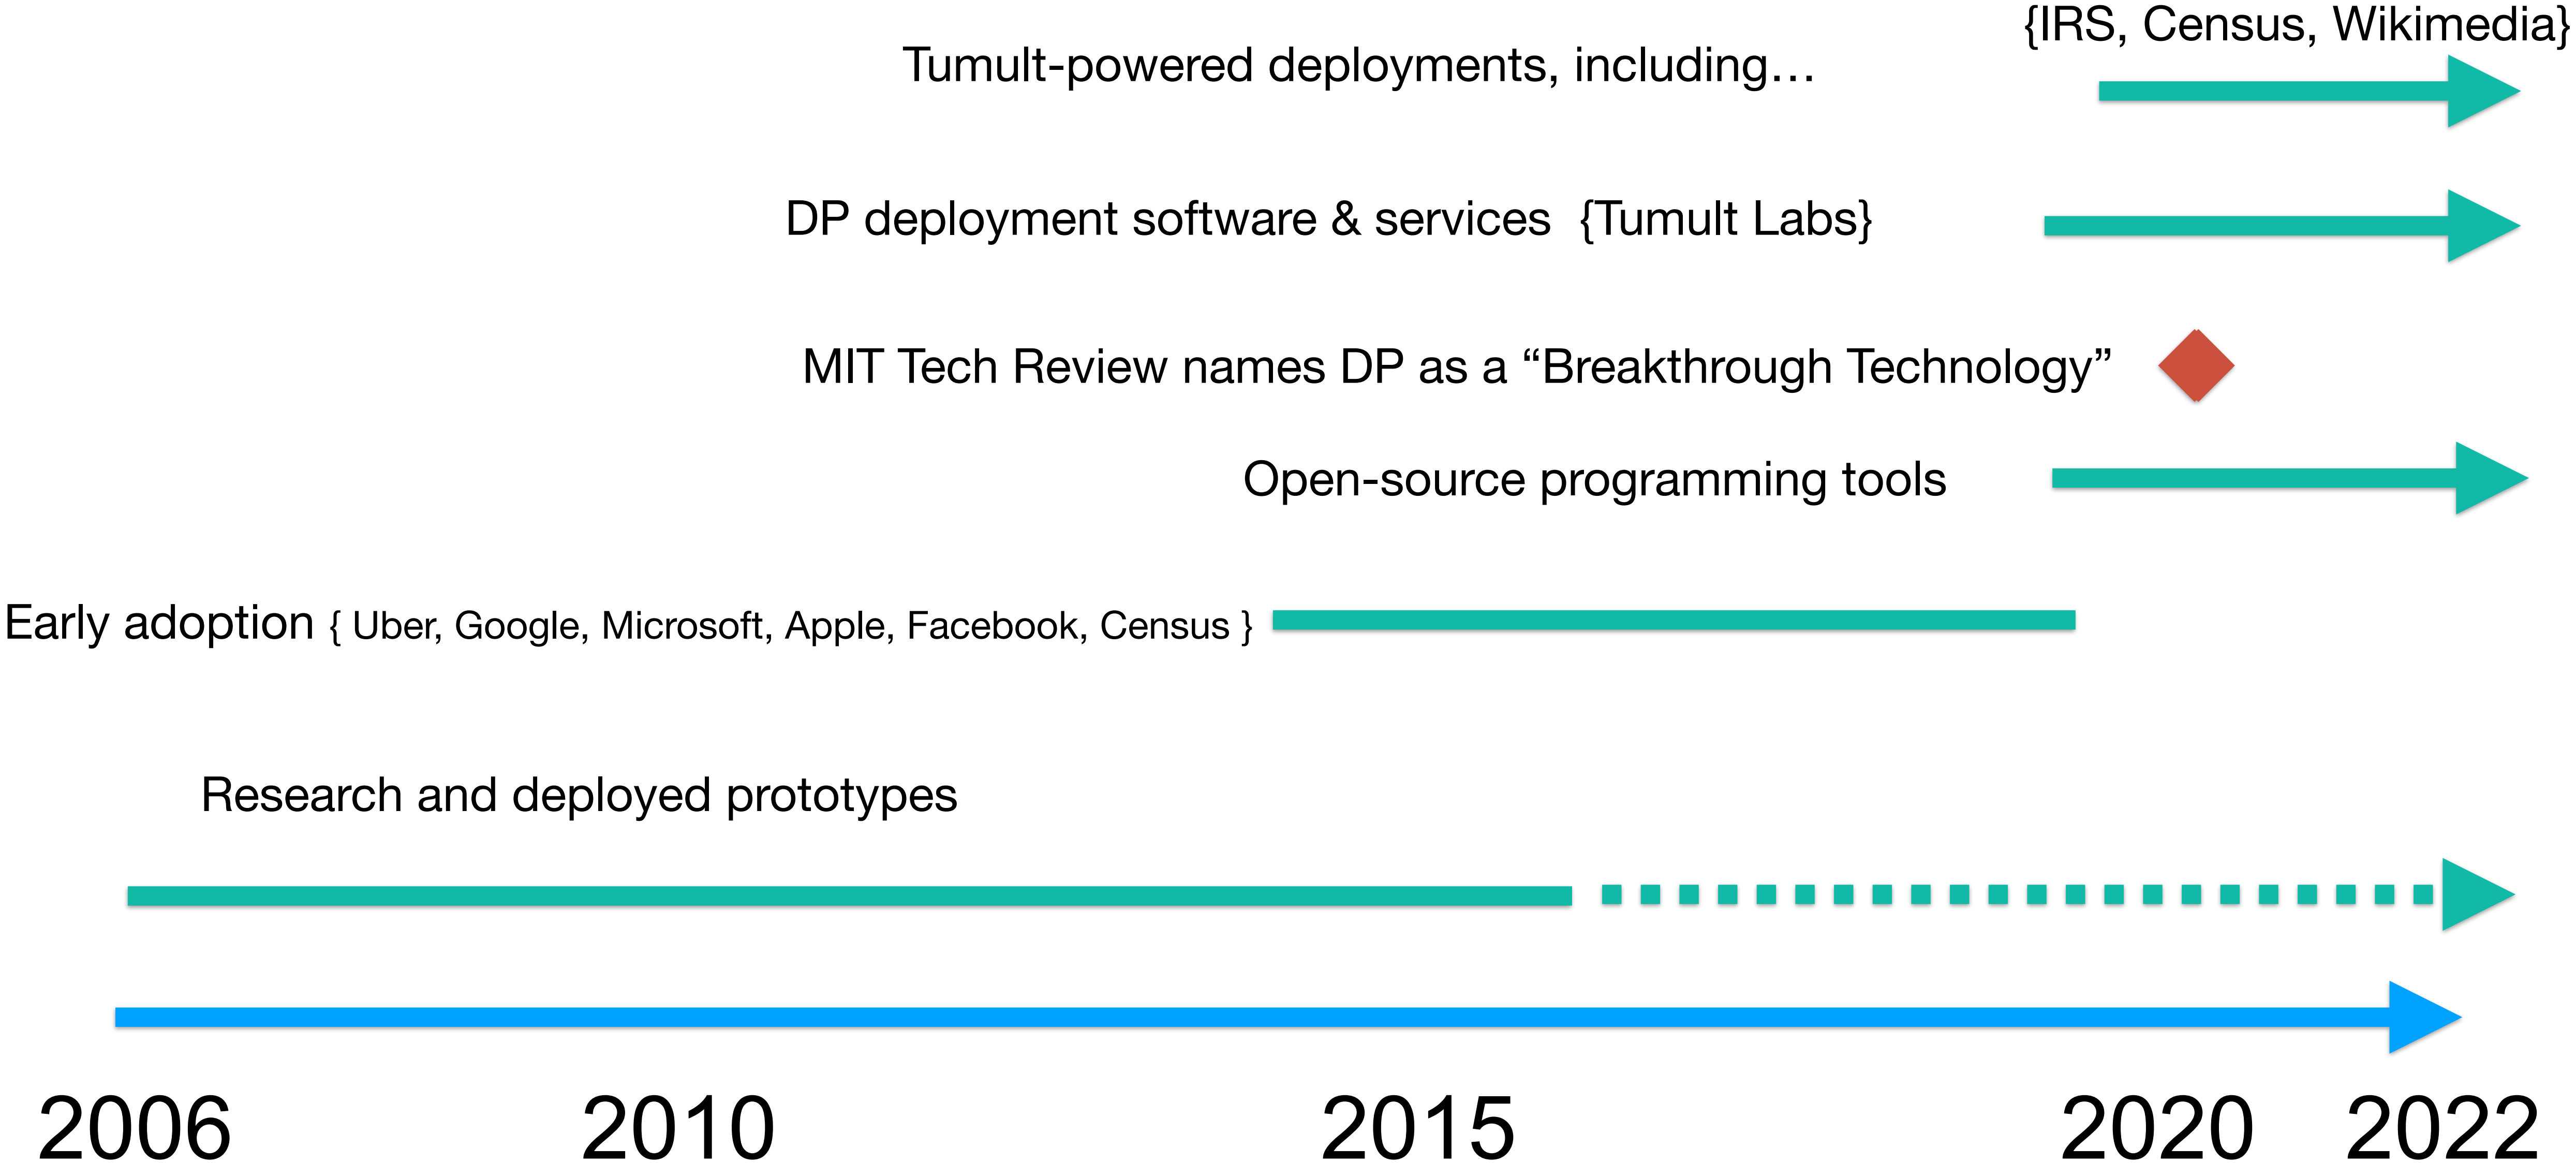 {IRS, Census, Wikimedia}
Tumult-powered deployments, including…
DP deployment software & services {Tumult Labs}
MIT Tech Review names DP as a “Breakthrough Technology”
Open-source programming tools
Early adoption { Uber, Google, Microsoft, Apple, Facebook, Census }
Research and deployed prototypes
2006 2010 2015 2020 2022